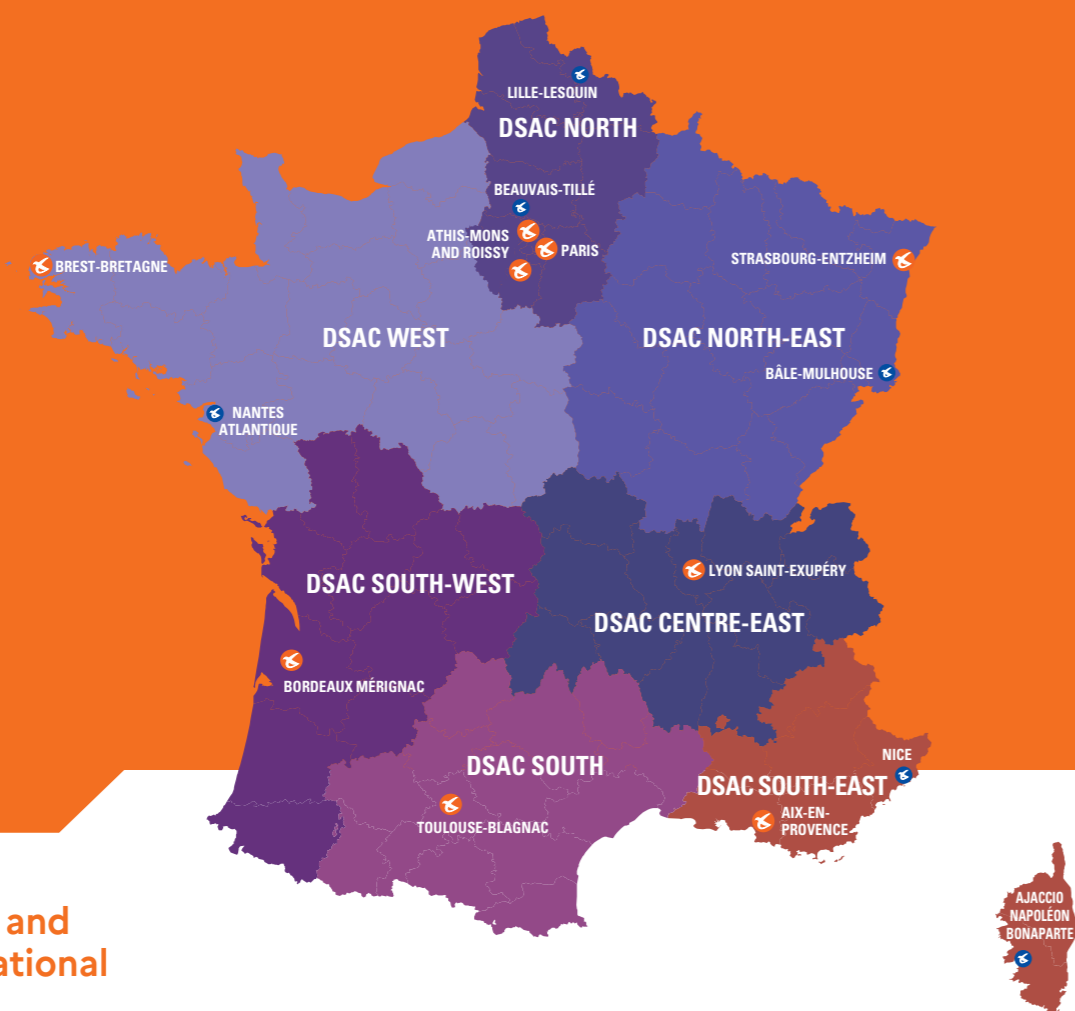 LILLE-LESQUIN
DSAC NORTH
BEAUVAIS-TILLÉ
ATHIS-MONS
AND ROISSY
PARIS
BREST-BRETAGNE
STRASBOURG-ENTZHEIM
DSAC WEST
DSAC NORTH-EAST
BÂLE-MULHOUSE
NANTES
ATLANTIQUE
LYON SAINT-EXUPÉRY
DSAC SOUTH-WEST
DSAC CENTRE-EAST
BORDEAUX MÉRIGNAC
NICE
DSAC SOUTH
DSAC SOUTH-EAST
AIX-EN-
PROVENCE
TOULOUSE-BLAGNAC
AJACCIO
NAPOLÉON
BONAPARTE
and
ational